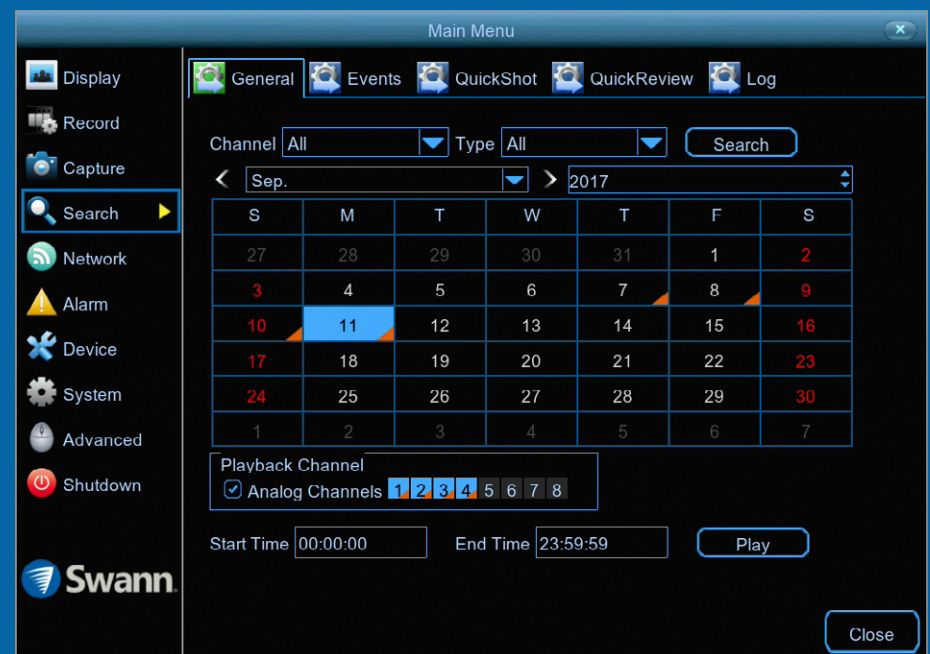 Main Menu
Display
Record
Capture
Search
Network
Alarm
Device
System
Advanced
Shutdown
Swann
General Events QuickShot QuickReview Log
Channel All Type All Search
Sep. 2017
S M T W T F S
27 28 29 30 31 1 2
3 4 5 6 7 8 9
10 11 12 13 14 15 16
17 18 19 20 21 22 23
24 25 26 27 28 29 30
1 2 3 4 5 6 7
Playback Channel
Analog Channels 1 2 3 4 5 6 7 8
Start Time 00:00:00 End Time 23:59:59 Play
Close